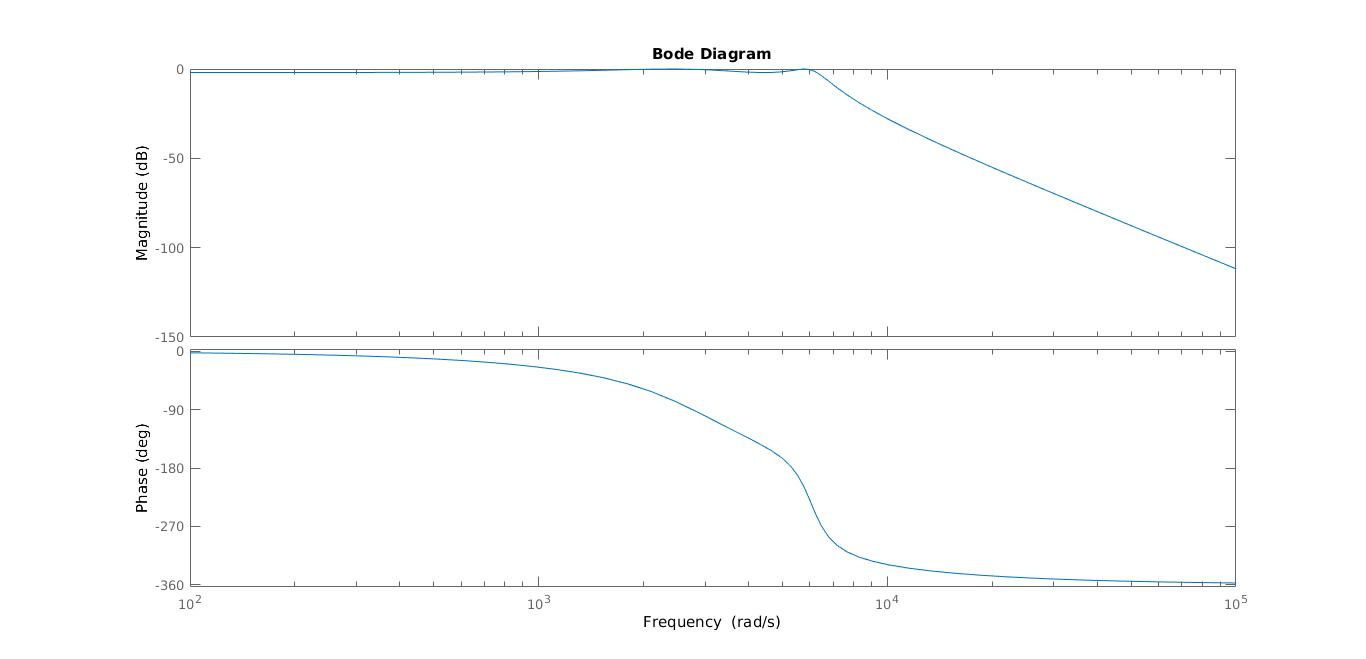 Bode Diagram
Magnitude (dB)
0
-50
-100
-150
Phase (deg)
0
-90
-180
-270
-360
10^2 10^3 10^4 10^5
Frequency (rad/s)